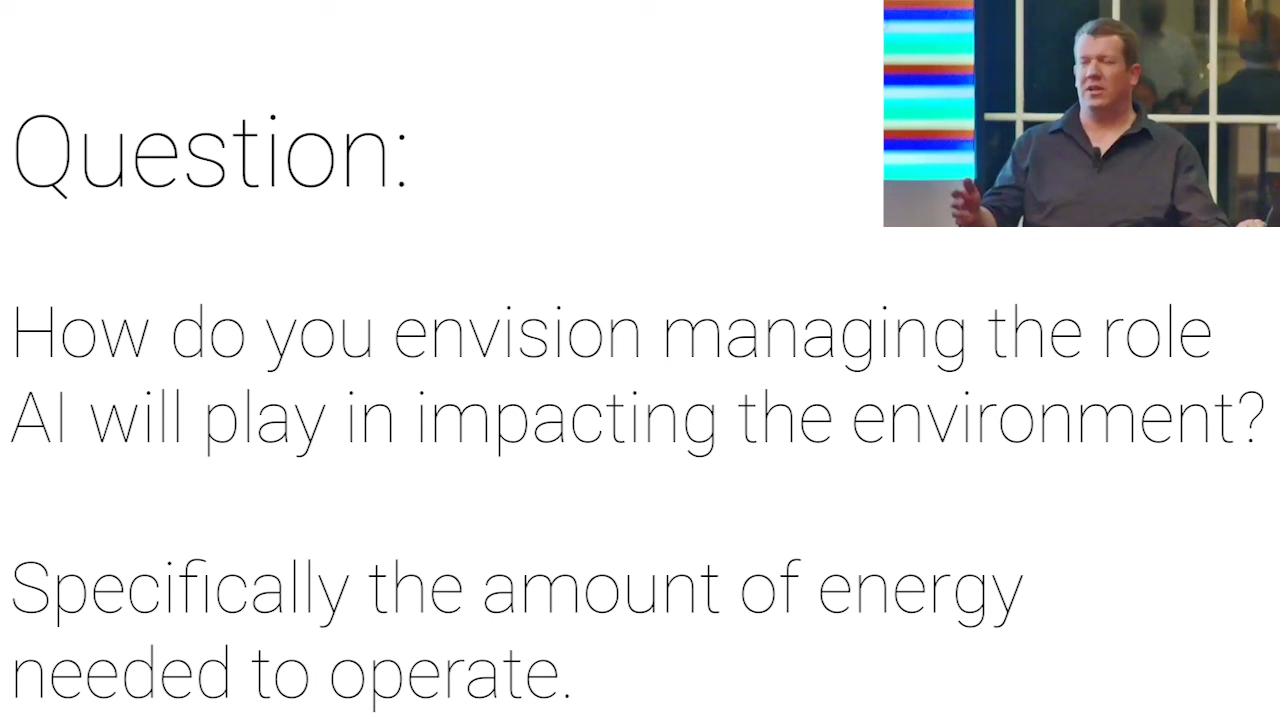 Question:
How do you envision managing the role
AI will play in impacting the environment?
Specifically the amount of energy
needed to operate.